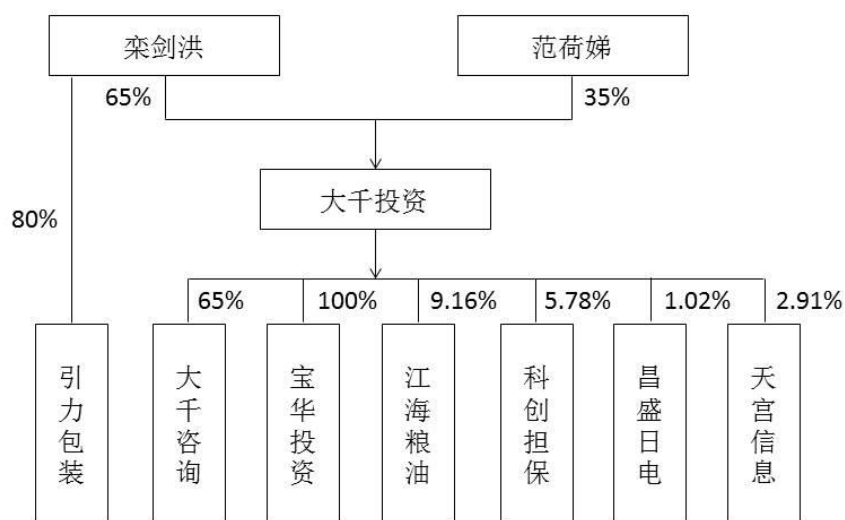 栾剑洪
范荷娣
65%
35%
大千投资
80%
65%
100%
9.16%
5.78%
1.02%
2.91%
引力包装
大千咨询
宝华投资
江海粮油
科创担保
昌盛日电
天宫信息